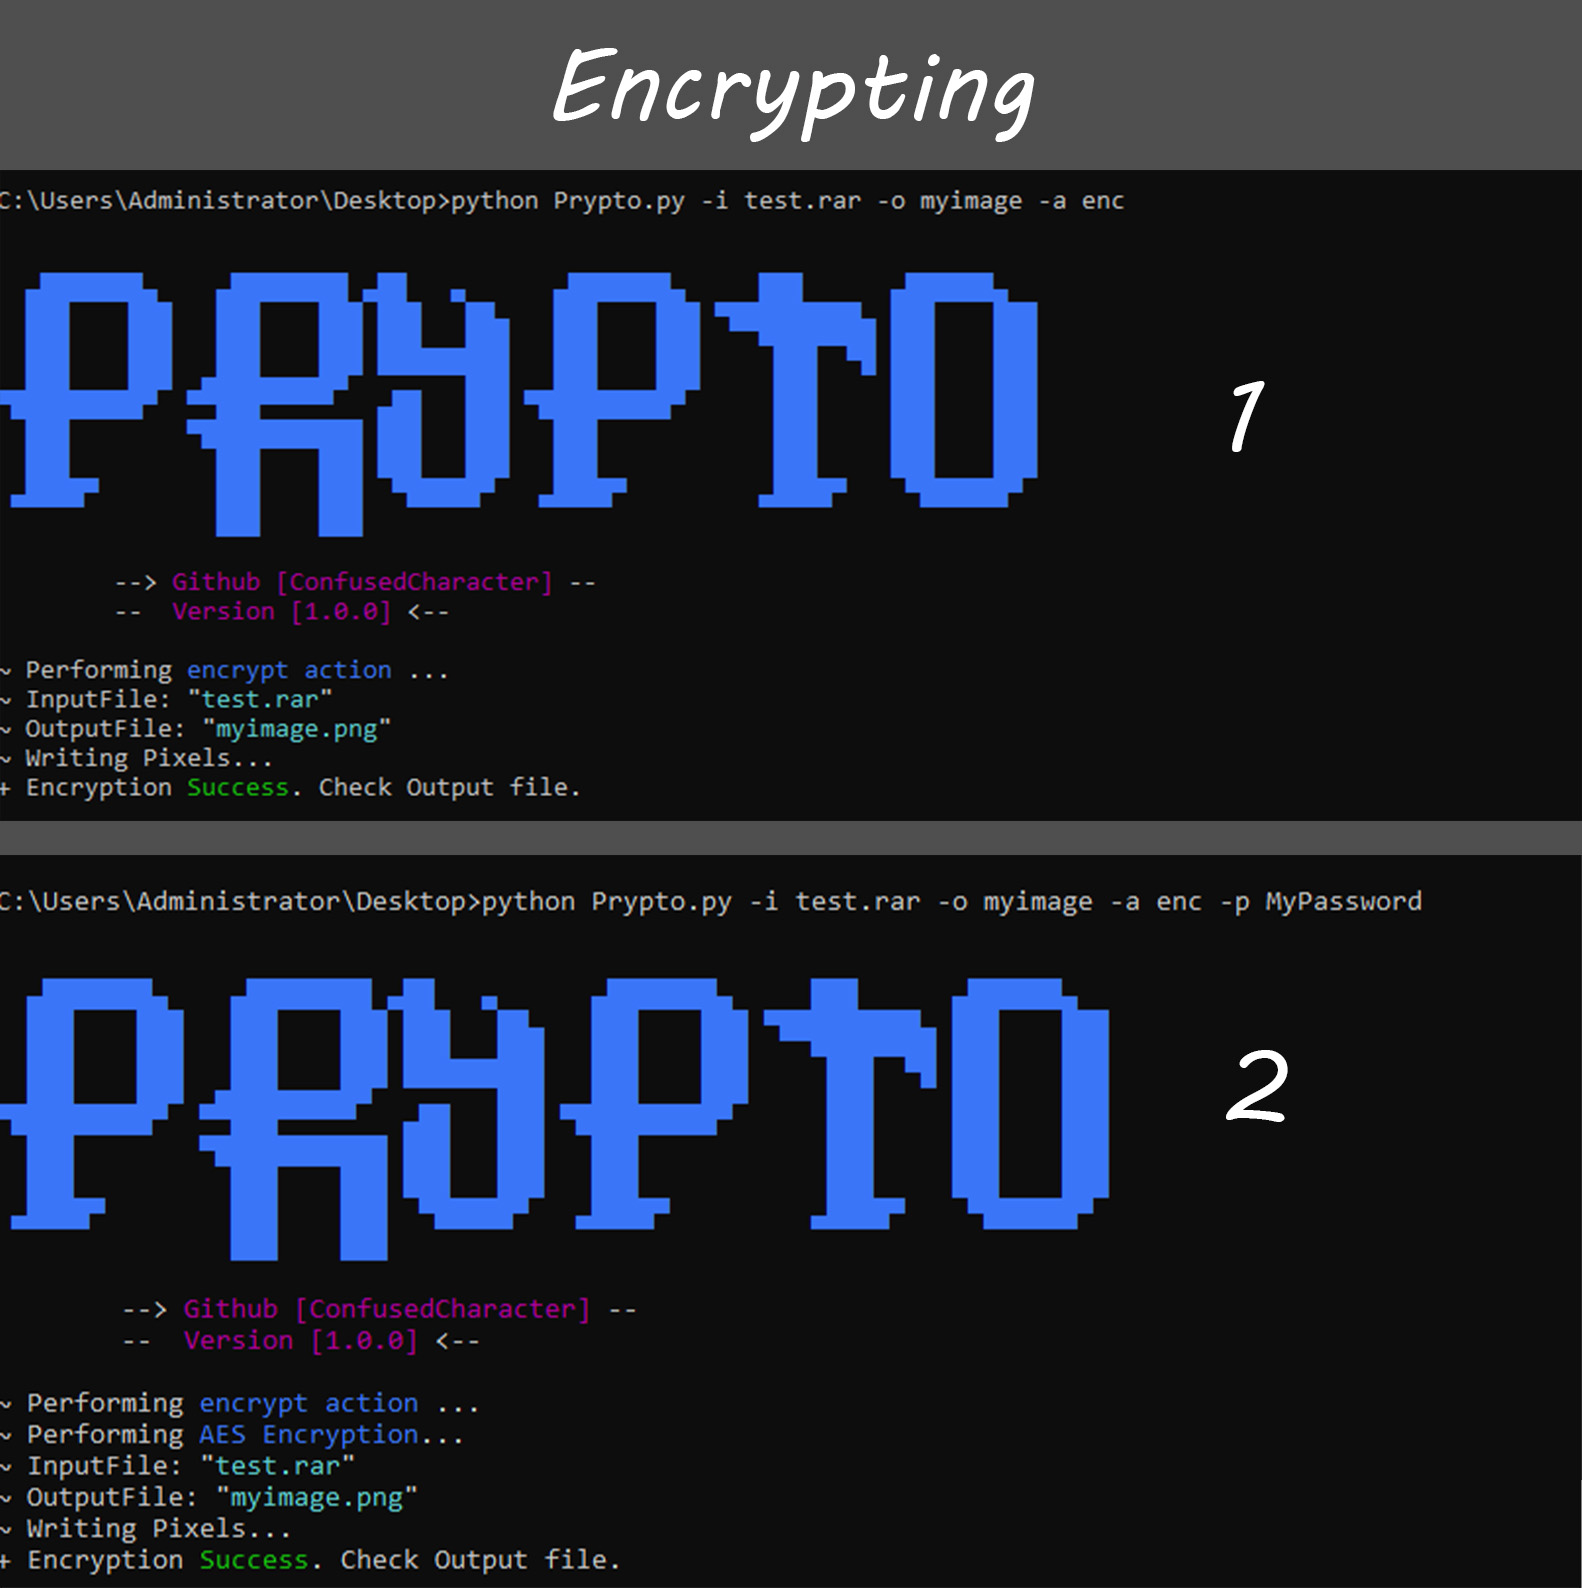 Encrypting
C:\Users\Administrator\Desktop>python Prypto.py -i test.rar -o myimage -a enc
PRYPTO
1
--> Github [ConfusedCharacter] --
--  Version [1.0.0] <--
~ Performing encrypt action ...
~ InputFile: "test.rar"
~ OutputFile: "myimage.png"
~ Writing Pixels...
+ Encryption Success. Check Output file.
C:\Users\Administrator\Desktop>python Prypto.py -i test.rar -o myimage -a enc -p MyPassword
PRYPTO
2
--> Github [ConfusedCharacter] --
--  Version [1.0.0] <--
~ Performing encrypt action ...
~ Performing AES Encryption...
~ InputFile: "test.rar"
~ OutputFile: "myimage.png"
~ Writing Pixels...
+ Encryption Success. Check Output file.